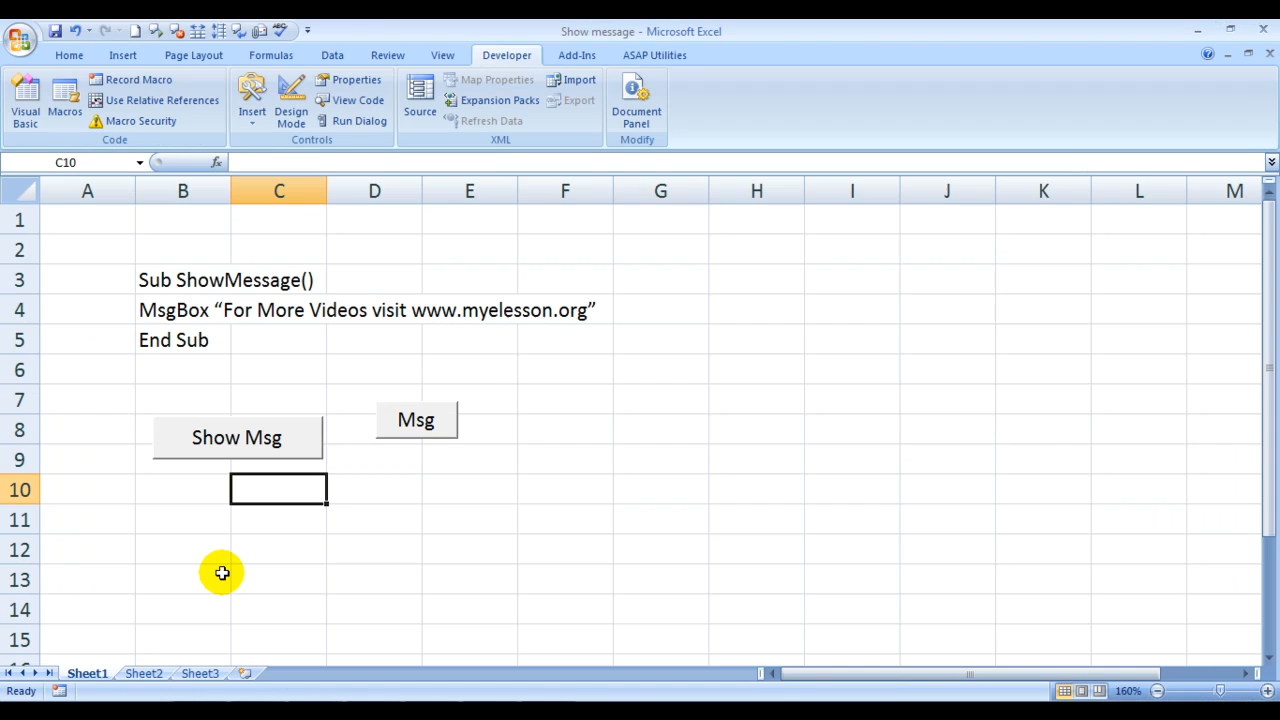 Show message - Microsoft Excel
Home Insert Page Layout Formulas Data Review View Developer Add-Ins ASAP Utilities
Visual Basic
Macros
Record Macro
Use Relative References
Macro Security
Code
Insert
Design Mode
Properties
View Code
Run Dialog
Controls
Source
Map Properties
Expansion Packs
Refresh Data
Import
Export
XML
Document Panel
Modify
C10 fx
A B C D E F G H I J K L M
1
2
3 Sub ShowMessage()
4 MsgBox “For More Videos visit www.myelesson.org”
5 End Sub
6
7
8
9
Show Msg
Msg
10
11
12
13
14
15
Sheet1 Sheet2 Sheet3
Ready 160%